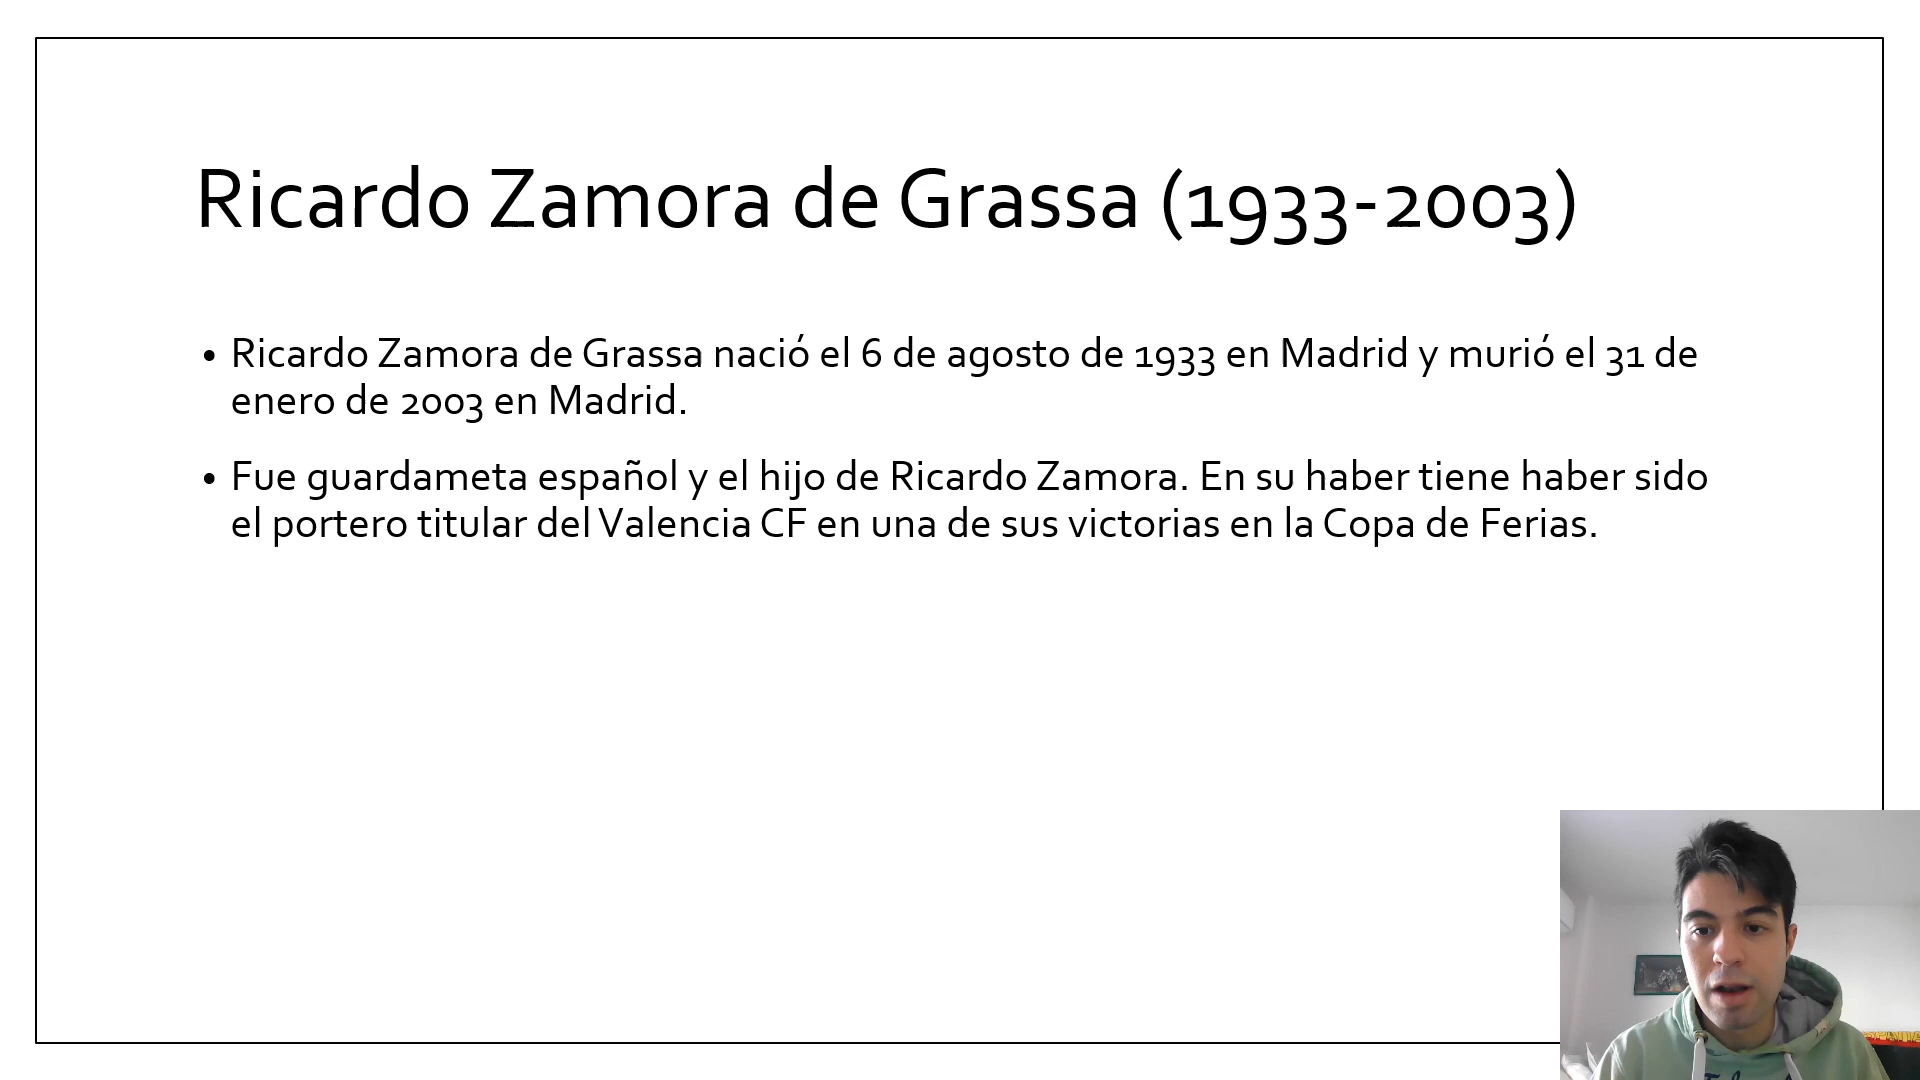 Ricardo Zamora de Grassa (1933-2003)
• Ricardo Zamora de Grassa nació el 6 de agosto de 1933 en Madrid y murió el 31 de
enero de 2003 en Madrid.
• Fue guardameta español y el hijo de Ricardo Zamora. En su haber tiene haber sido
el portero titular del Valencia CF en una de sus victorias en la Copa de Ferias.